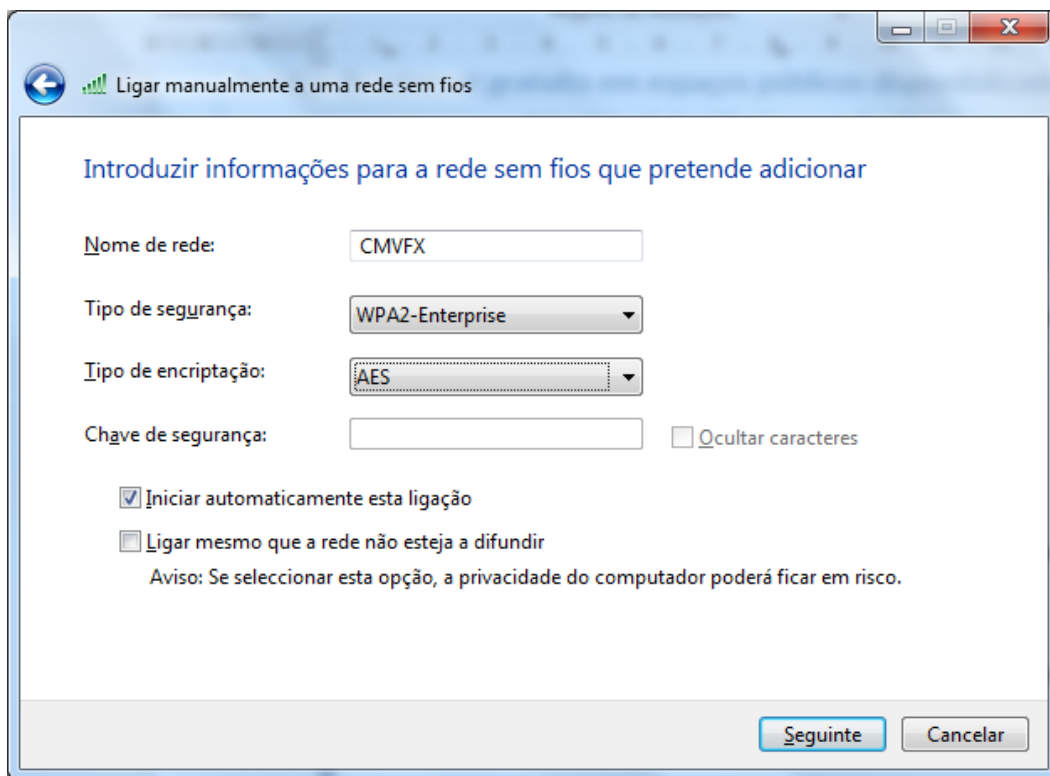 Ligar manualmente a uma rede sem fios
Introduzir informações para a rede sem fios que pretende adicionar
Nome de rede: CMVFX
Tipo de segurança: WPA2-Enterprise
Tipo de encriptação: AES
Chave de segurança: Ocultar caracteres
Iniciar automaticamente esta ligação
Ligar mesmo que a rede não esteja a difundir
Aviso: Se seleccionar esta opção, a privacidade do computador poderá ficar em risco.
Seguinte Cancelar